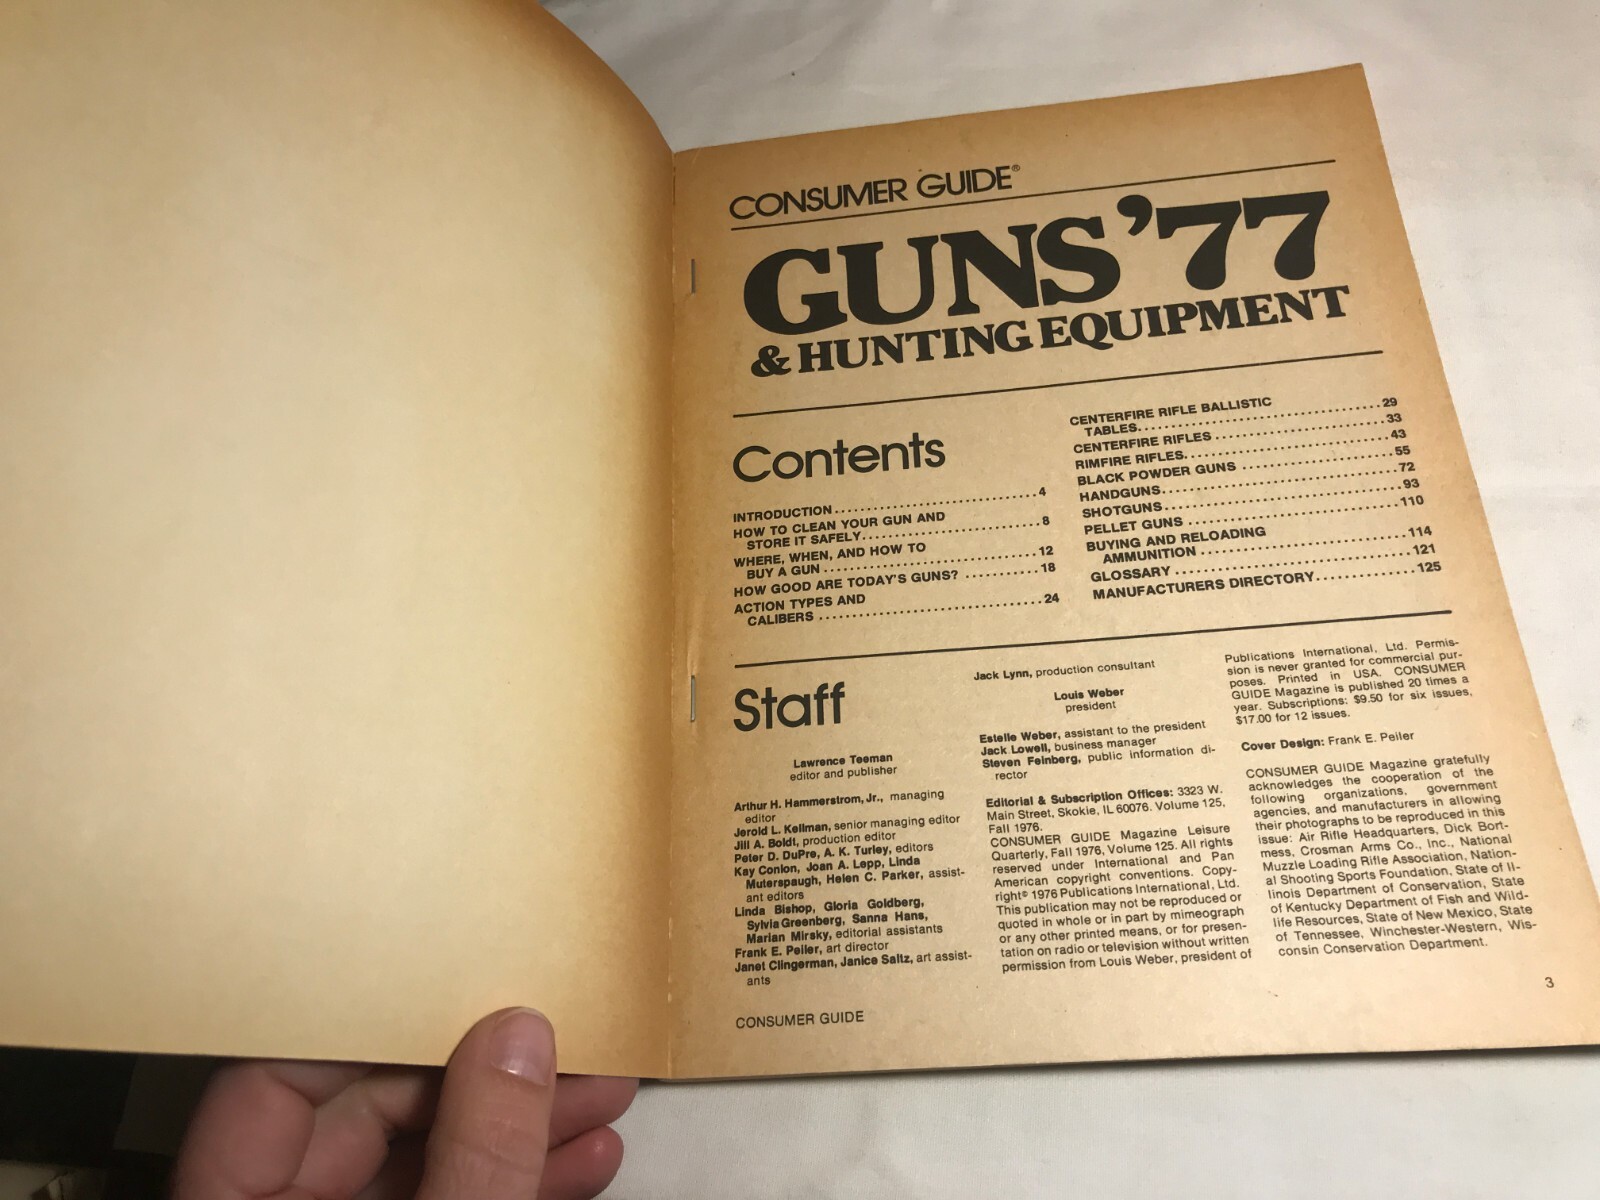 CONSUMER GUIDE®
GUNS '77
& HUNTING EQUIPMENT
Contents
INTRODUCTION..............................4
HOW TO CLEAN YOUR GUN AND
STORE IT SAFELY..........................8
WHERE, WHEN, AND HOW TO
BUY A GUN ..............................12
HOW GOOD ARE TODAY'S GUNS? ...........18
ACTION TYPES AND
CALIBERS ...............................24
CENTERFIRE RIFLE BALLISTIC
TABLES..................................29
CENTERFIRE RIFLES .....................33
RIMFIRE RIFLES.........................43
BLACK POWDER GUNS ....................55
HANDGUNS...............................72
SHOTGUNS...............................93
PELLET GUNS ..........................110
BUYING AND RELOADING
AMMUNITION ...........................114
GLOSSARY .............................121
MANUFACTURERS DIRECTORY.............125
Staff
Lawrence Teeman
editor and publisher
Arthur H. Hammerstrom, Jr., managing
editor
Jerold L. Kellman, senior managing editor
Jill A. Boldt, production editor
Peter D. DuPre, A. K. Turley, editors
Kay Conlon, Joan A. Lepp, Linda
Muterspaugh, Helen C. Parker, assist-
ant editors
Linda Bishop, Gloria Goldberg,
Sylvia Greenberg, Sanna Hans,
Marian Mirsky, editorial assistants
Frank E. Peiler, art director
Janet Clingerman, Janice Saltz, art assist-
ants
Jack Lynn, production consultant
Louis Weber
president
Estelle Weber, assistant to the president
Jack Lowell, business manager
Steven Feinberg, public information di-
rector
Editorial & Subscription Offices: 3323 W.
Main Street, Skokie, IL 60076. Volume 125,
Fall 1976.
CONSUMER GUIDE Magazine Leisure
Quarterly, Fall 1976, Volume 125. All rights
reserved under International and Pan
American copyright conventions. Copy-
right© 1976 Publications International, Ltd.
This publication may not be reproduced or
quoted in whole or in part by mimeograph
or any other printed means, or for presen-
tation on radio or television without written
permission from Louis Weber, president of
Publications International, Ltd. Permis-
sion is never granted for commercial pur-
poses. Printed in USA. CONSUMER
GUIDE Magazine is published 20 times a
year. Subscriptions: $9.50 for six issues,
$17.00 for 12 issues.
Cover Design: Frank E. Peiler
CONSUMER GUIDE Magazine gratefully
acknowledges the cooperation of the
following organizations, government
agencies, and manufacturers in allowing
their photographs to be reproduced in this
issue: Air Rifle Headquarters, Dick Bort-
mess, Crosman Arms Co., Inc., National
Muzzle Loading Rifle Association, Nation-
al Shooting Sports Foundation, State of Il-
linois Department of Conservation, State
of Kentucky Department of Fish and Wild-
life Resources, State of New Mexico, State
of Tennessee, Winchester-Western, Wis-
consin Conservation Department.
CONSUMER GUIDE
3